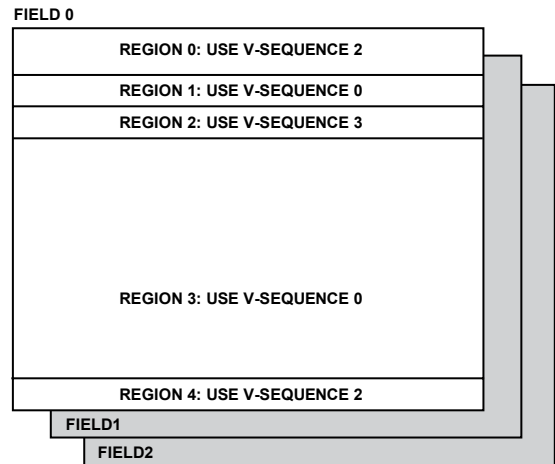 FIELD 0
REGION 0: USE V-SEQUENCE 2
REGION 1: USE V-SEQUENCE 0
REGION 2: USE V-SEQUENCE 3
REGION 3: USE V-SEQUENCE 0
REGION 4: USE V-SEQUENCE 2
FIELD1
FIELD2